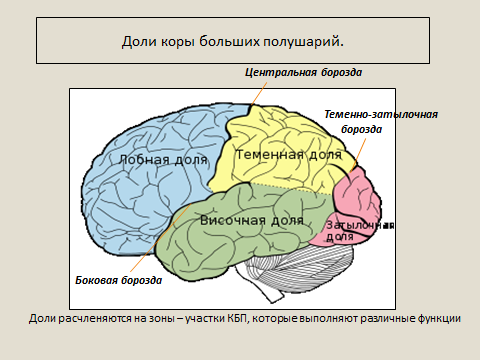 Доли коры больших полушарий.
Центральная борозда
Теменно-затылочная
борозда
Лобная доля
Теменная доля
Височная доля
Затылочная
доля
Боковая борозда
Доли расчленяются на зоны – участки КБП, которые выполняют различные функции